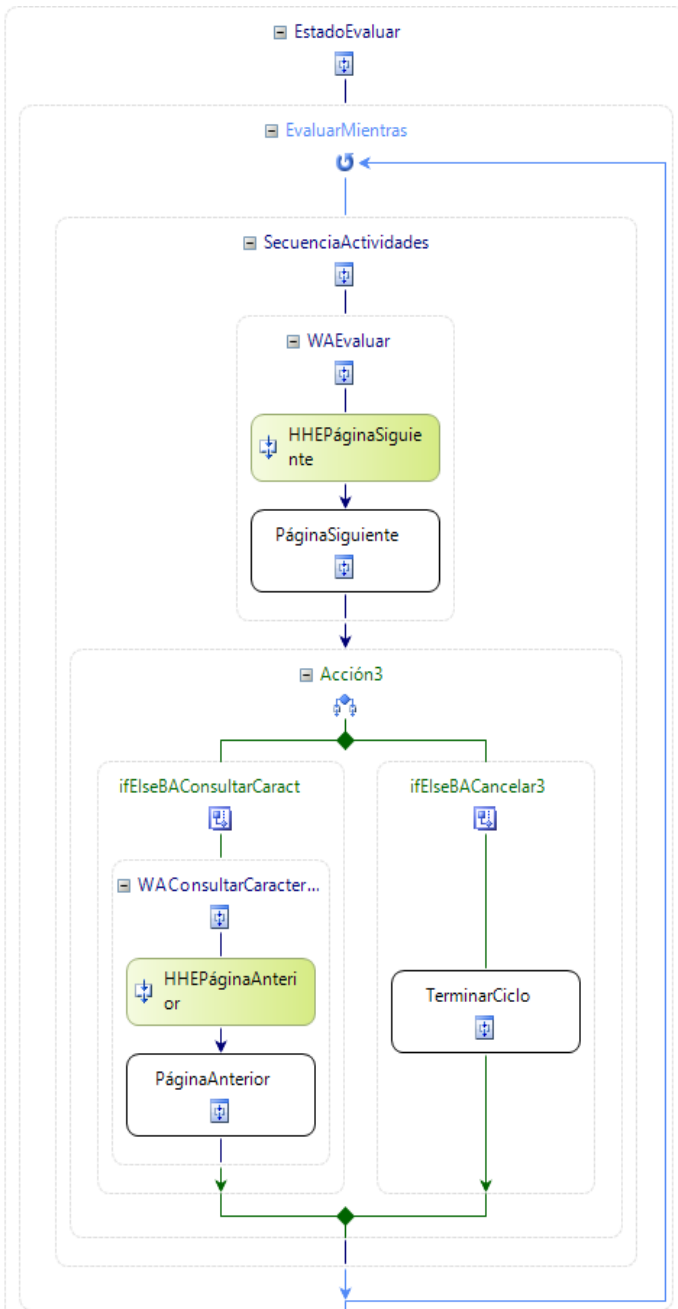 EstadoEvaluar
EvaluarMientras
SecuenciaActividades
WAEvaluar
HHEPáginaSiguie
nte
PáginaSiguiente
Acción3
ifElseBAConsultarCaract
ifElseBACancelar3
WAConsultarCaracter...
HHEPáginaAnteri
or
TerminarCiclo
PáginaAnterior